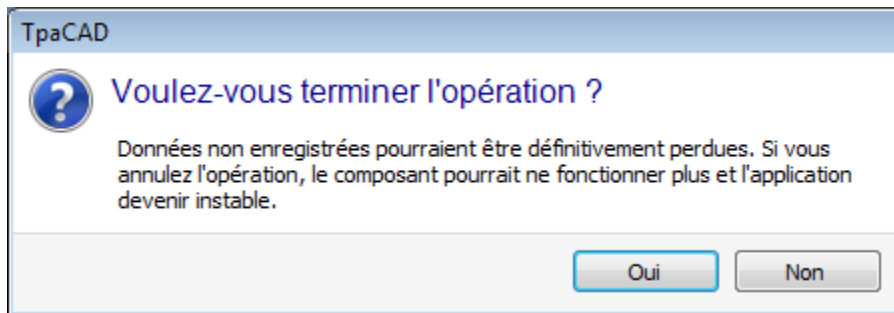 TpaCAD
Voulez-vous terminer l'opération ?
Données non enregistrées pourraient être définitivement perdues. Si vous
annulez l'opération, le composant pourrait ne fonctionner plus et l'application
devenir instable.
Oui
Non